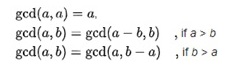 gcd(a, a) = a,
gcd(a, b) = gcd(a − b, b) , if a > b
gcd(a, b) = gcd(a, b − a) , if b > a